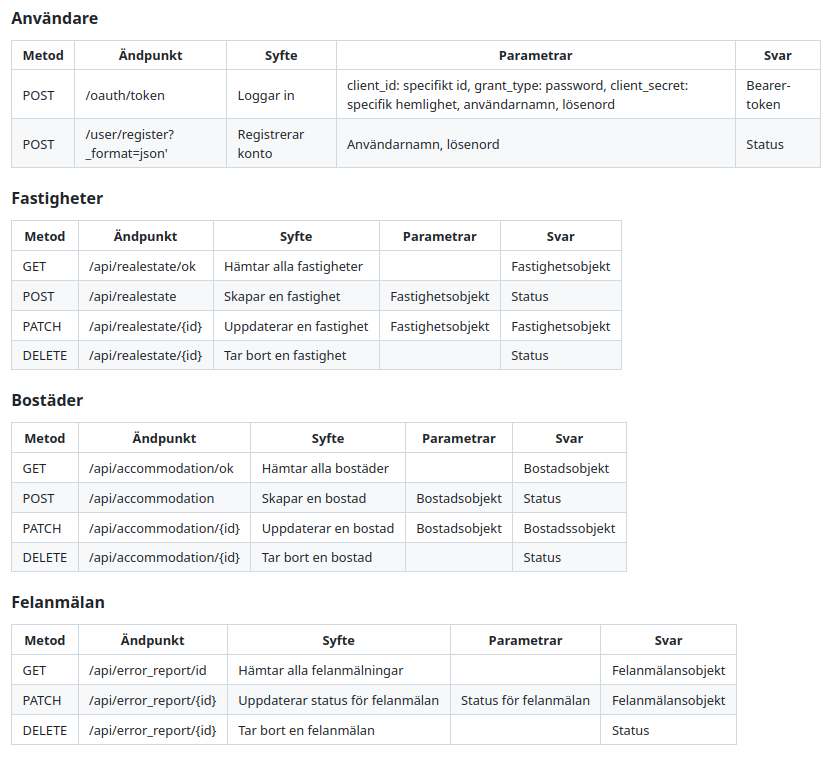 Användare
Metod Ändpunkt Syfte Parametrar Svar
POST /oauth/token Loggar in client_id: specifikt id, grant_type: password, client_secret: specifik hemlighet, användarnamn, lösenord Bearer-token
POST /user/register?_format=json' Registrerar konto Användarnamn, lösenord Status
Fastigheter
Metod Ändpunkt Syfte Parametrar Svar
GET /api/realestate/ok Hämtar alla fastigheter Fastighetsobjekt
POST /api/realestate Skapar en fastighet Fastighetsobjekt Status
PATCH /api/realestate/{id} Uppdaterar en fastighet Fastighetsobjekt Fastighetsobjekt
DELETE /api/realestate/{id} Tar bort en fastighet Status
Bostäder
Metod Ändpunkt Syfte Parametrar Svar
GET /api/accommodation/ok Hämtar alla bostäder Bostadsobjekt
POST /api/accommodation Skapar en bostad Bostadsobjekt Status
PATCH /api/accommodation/{id} Uppdaterar en bostad Bostadsobjekt Bostadssobjekt
DELETE /api/accommodation/{id} Tar bort en bostad Status
Felanmälan
Metod Ändpunkt Syfte Parametrar Svar
GET /api/error_report/id Hämtar alla felanmälningar Felanmälansobjekt
PATCH /api/error_report/{id} Uppdaterar status för felanmälan Status för felanmälan Felanmälansobjekt
DELETE /api/error_report/{id} Tar bort en felanmälan Status